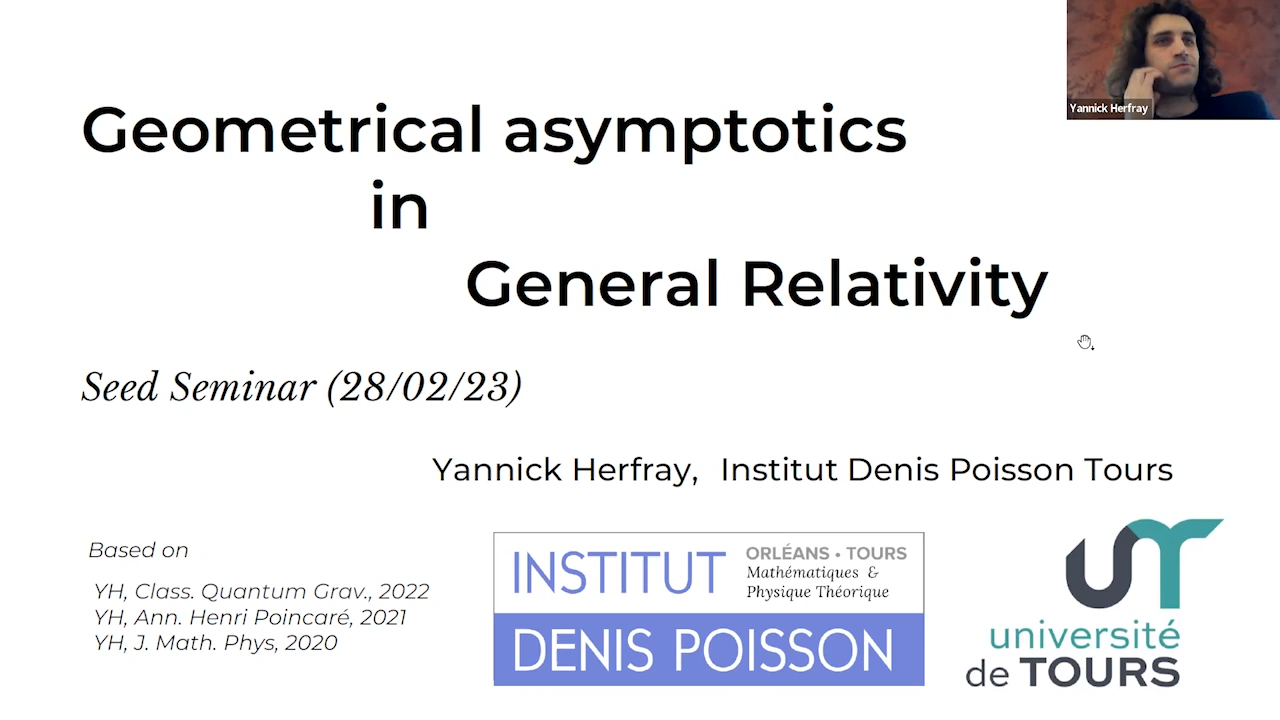 Yannick Herfray
Geometrical asymptotics
in
General Relativity
Seed Seminar (28/02/23)
Yannick Herfray, Institut Denis Poisson Tours
Based on
YH, Class. Quantum Grav., 2022
YH, Ann. Henri Poincaré, 2021
YH, J. Math. Phys, 2020
INSTITUT
ORLÉANS • TOURS
Mathématiques &
Physique Théorique
DENIS POISSON
UT
université
de TOURS